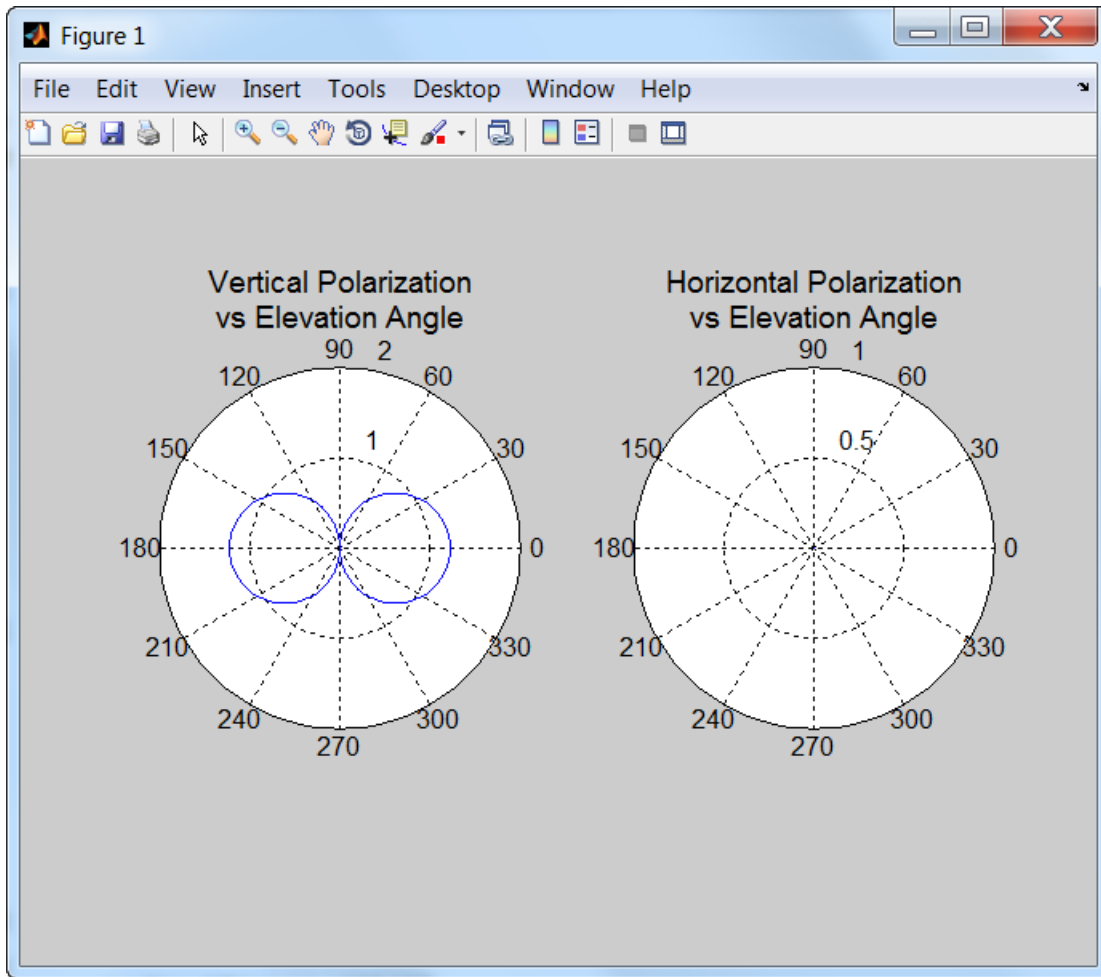 Figure 1
File Edit View Insert Tools Desktop Window Help
Vertical Polarization
vs Elevation Angle
90 2
120 60
1
150 30
180 0
210 330
240 300
270
Horizontal Polarization
vs Elevation Angle
90 1
120 60
0.5
150 30
180 0
210 330
240 300
270